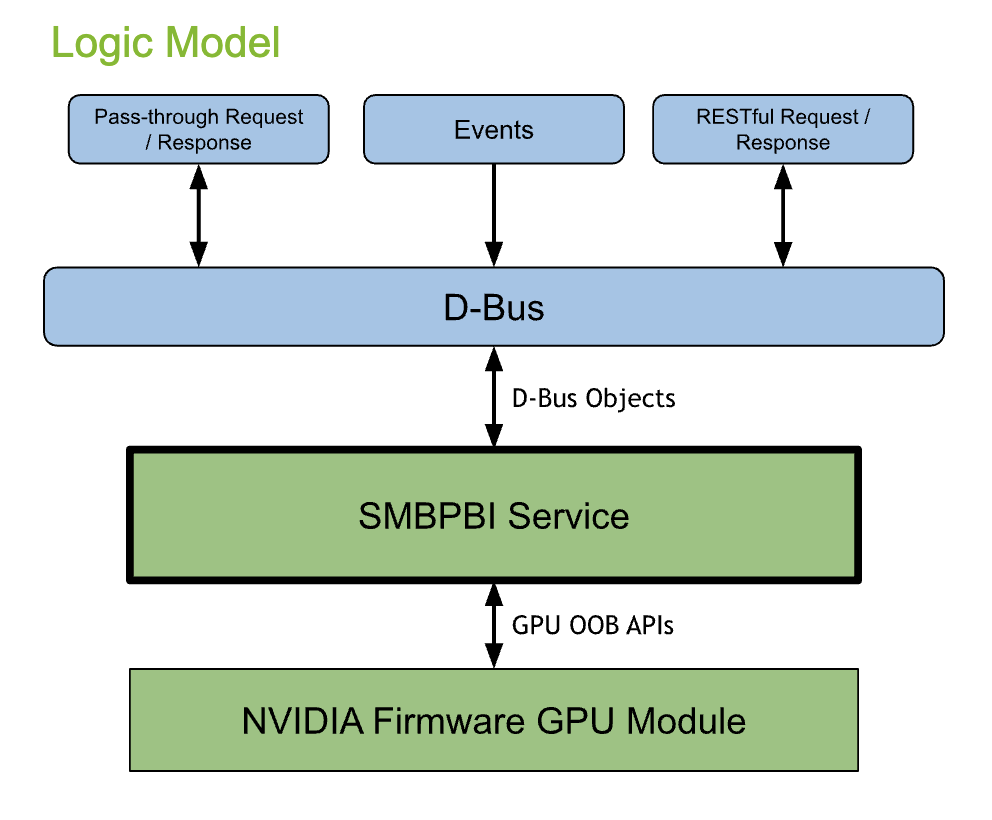 Logic Model
Pass-through Request
/ Response
Events
RESTful Request /
Response
D-Bus
D-Bus Objects
SMBPBI Service
GPU OOB APIs
NVIDIA Firmware GPU Module